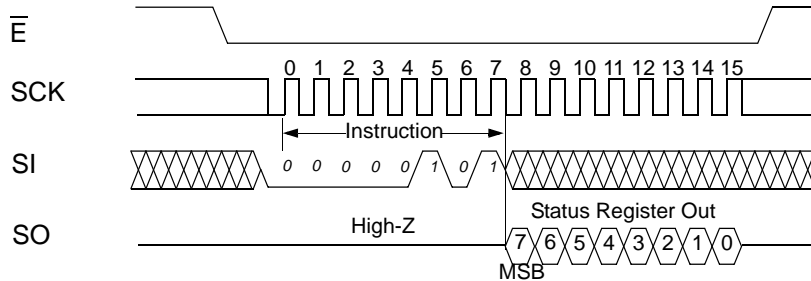 E
SCK
0 1 2 3 4 5 6 7 8 9 10 11 12 13 14 15
Instruction
SI
0 0 0 0 0 1 0 1
SO
High-Z
Status Register Out
7 6 5 4 3 2 1 0
MSB